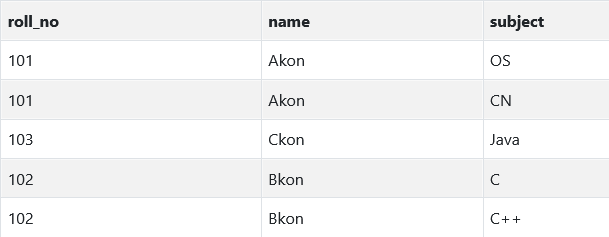 roll_no name subject
101 Akon OS
101 Akon CN
103 Ckon Java
102 Bkon C
102 Bkon C++